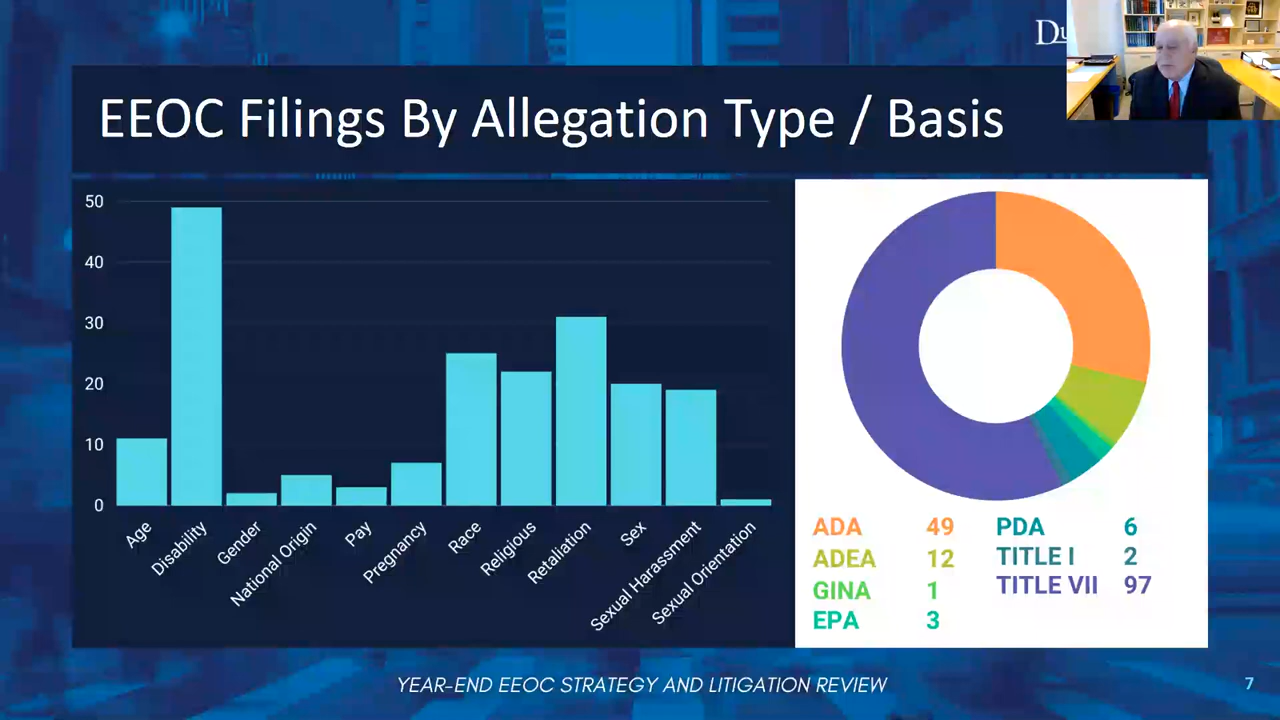 Du
EEOC Filings By Allegation Type / Basis
50
40
30
20
10
0
Age
Disability
Gender
National Origin
Pay
Pregnancy
Race
Religious
Retaliation
Sex
Sexual Harassment
Sexual Orientation
ADA 49 PDA 6
ADEA 12 TITLE I 2
GINA 1 TITLE VII 97
EPA 3
YEAR-END EEOC STRATEGY AND LITIGATION REVIEW
7